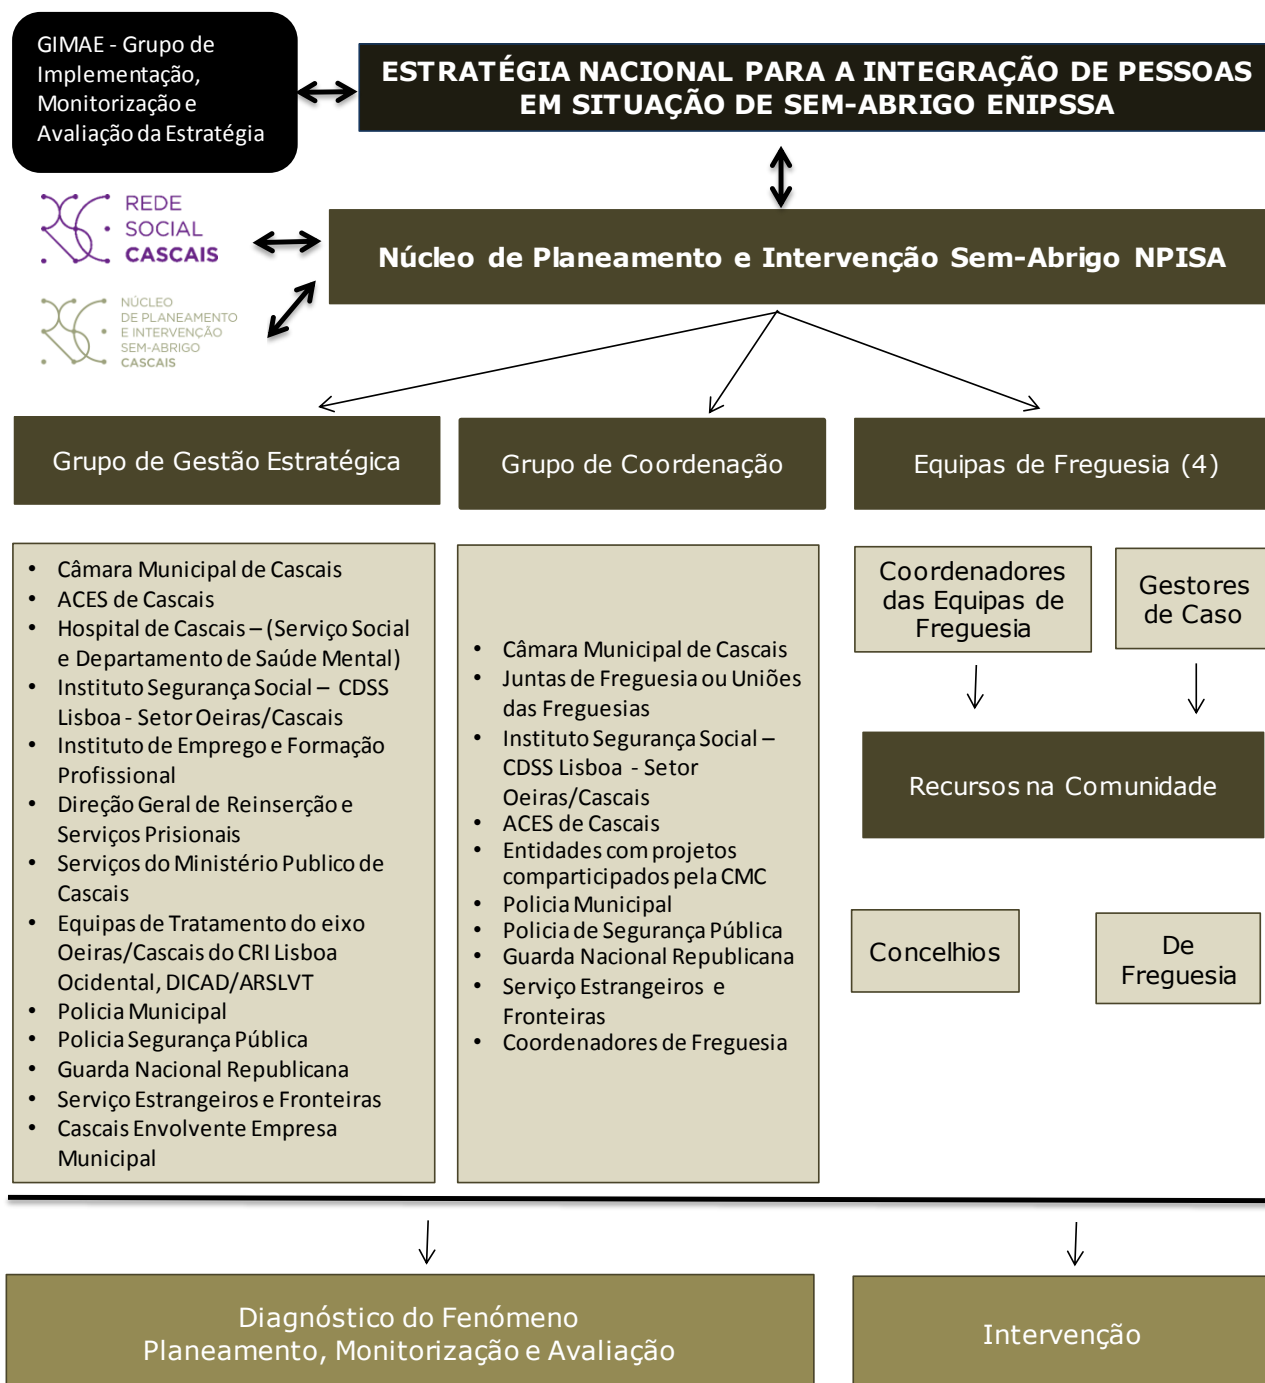 GIMAE - Grupo de
Implementação,
Monitorização e
Avaliação da Estratégia
ESTRATÉGIA NACIONAL PARA A INTEGRAÇÃO DE PESSOAS
EM SITUAÇÃO DE SEM-ABRIGO ENIPSSA
REDE
SOCIAL
CASCAIS
NÚCLEO
DE PLANEAMENTO
E INTERVENÇÃO
SEM-ABRIGO
CASCAIS
Núcleo de Planeamento e Intervenção Sem-Abrigo NPISA
Grupo de Gestão Estratégica
• Câmara Municipal de Cascais
• ACES de Cascais
• Hospital de Cascais – (Serviço Social
e Departamento de Saúde Mental)
• Instituto Segurança Social – CDSS
Lisboa - Setor Oeiras/Cascais
• Instituto de Emprego e Formação
Profissional
• Direção Geral de Reinserção e
Serviços Prisionais
• Serviços do Ministério Publico de
Cascais
• Equipas de Tratamento do eixo
Oeiras/Cascais do CRI Lisboa
Ocidental, DICAD/ARSLVT
• Policia Municipal
• Policia Segurança Pública
• Guarda Nacional Republicana
• Serviço Estrangeiros e Fronteiras
• Cascais Envolvente Empresa
Municipal
Grupo de Coordenação
• Câmara Municipal de Cascais
• Juntas de Freguesia ou Uniões
das Freguesias
• Instituto Segurança Social –
CDSS Lisboa - Setor
Oeiras/Cascais
• ACES de Cascais
• Entidades com projetos
comparticipados pela CMC
• Policia Municipal
• Policia de Segurança Pública
• Guarda Nacional Republicana
• Serviço Estrangeiros e
Fronteiras
• Coordenadores de Freguesia
Equipas de Freguesia (4)
Coordenadores
das Equipas de
Freguesia
Gestores
de Caso
Recursos na Comunidade
Concelhios
De
Freguesia
Diagnóstico do Fenómeno
Planeamento, Monitorização e Avaliação
Intervenção